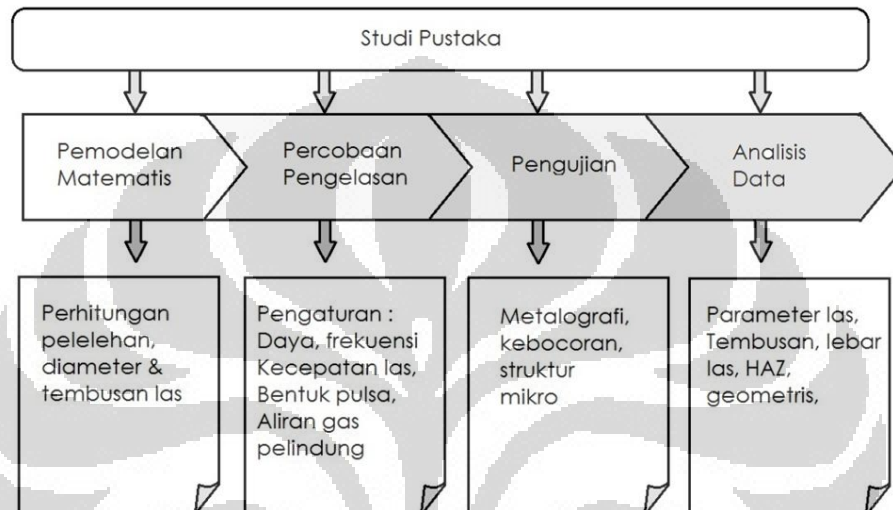 Studi Pustaka
Pemodelan
Matematis
Percobaan
Pengelasan
Pengujian
Analisis
Data
Perhitungan
pelelehan,
diameter &
tembusan las
Pengaturan :
Daya, frekuensi
Kecepatan las,
Bentuk pulsa,
Aliran gas
pelindung
Metalografi,
kebocoran,
struktur
mikro
Parameter las,
Tembusan, lebar
las, HAZ,
geometris,